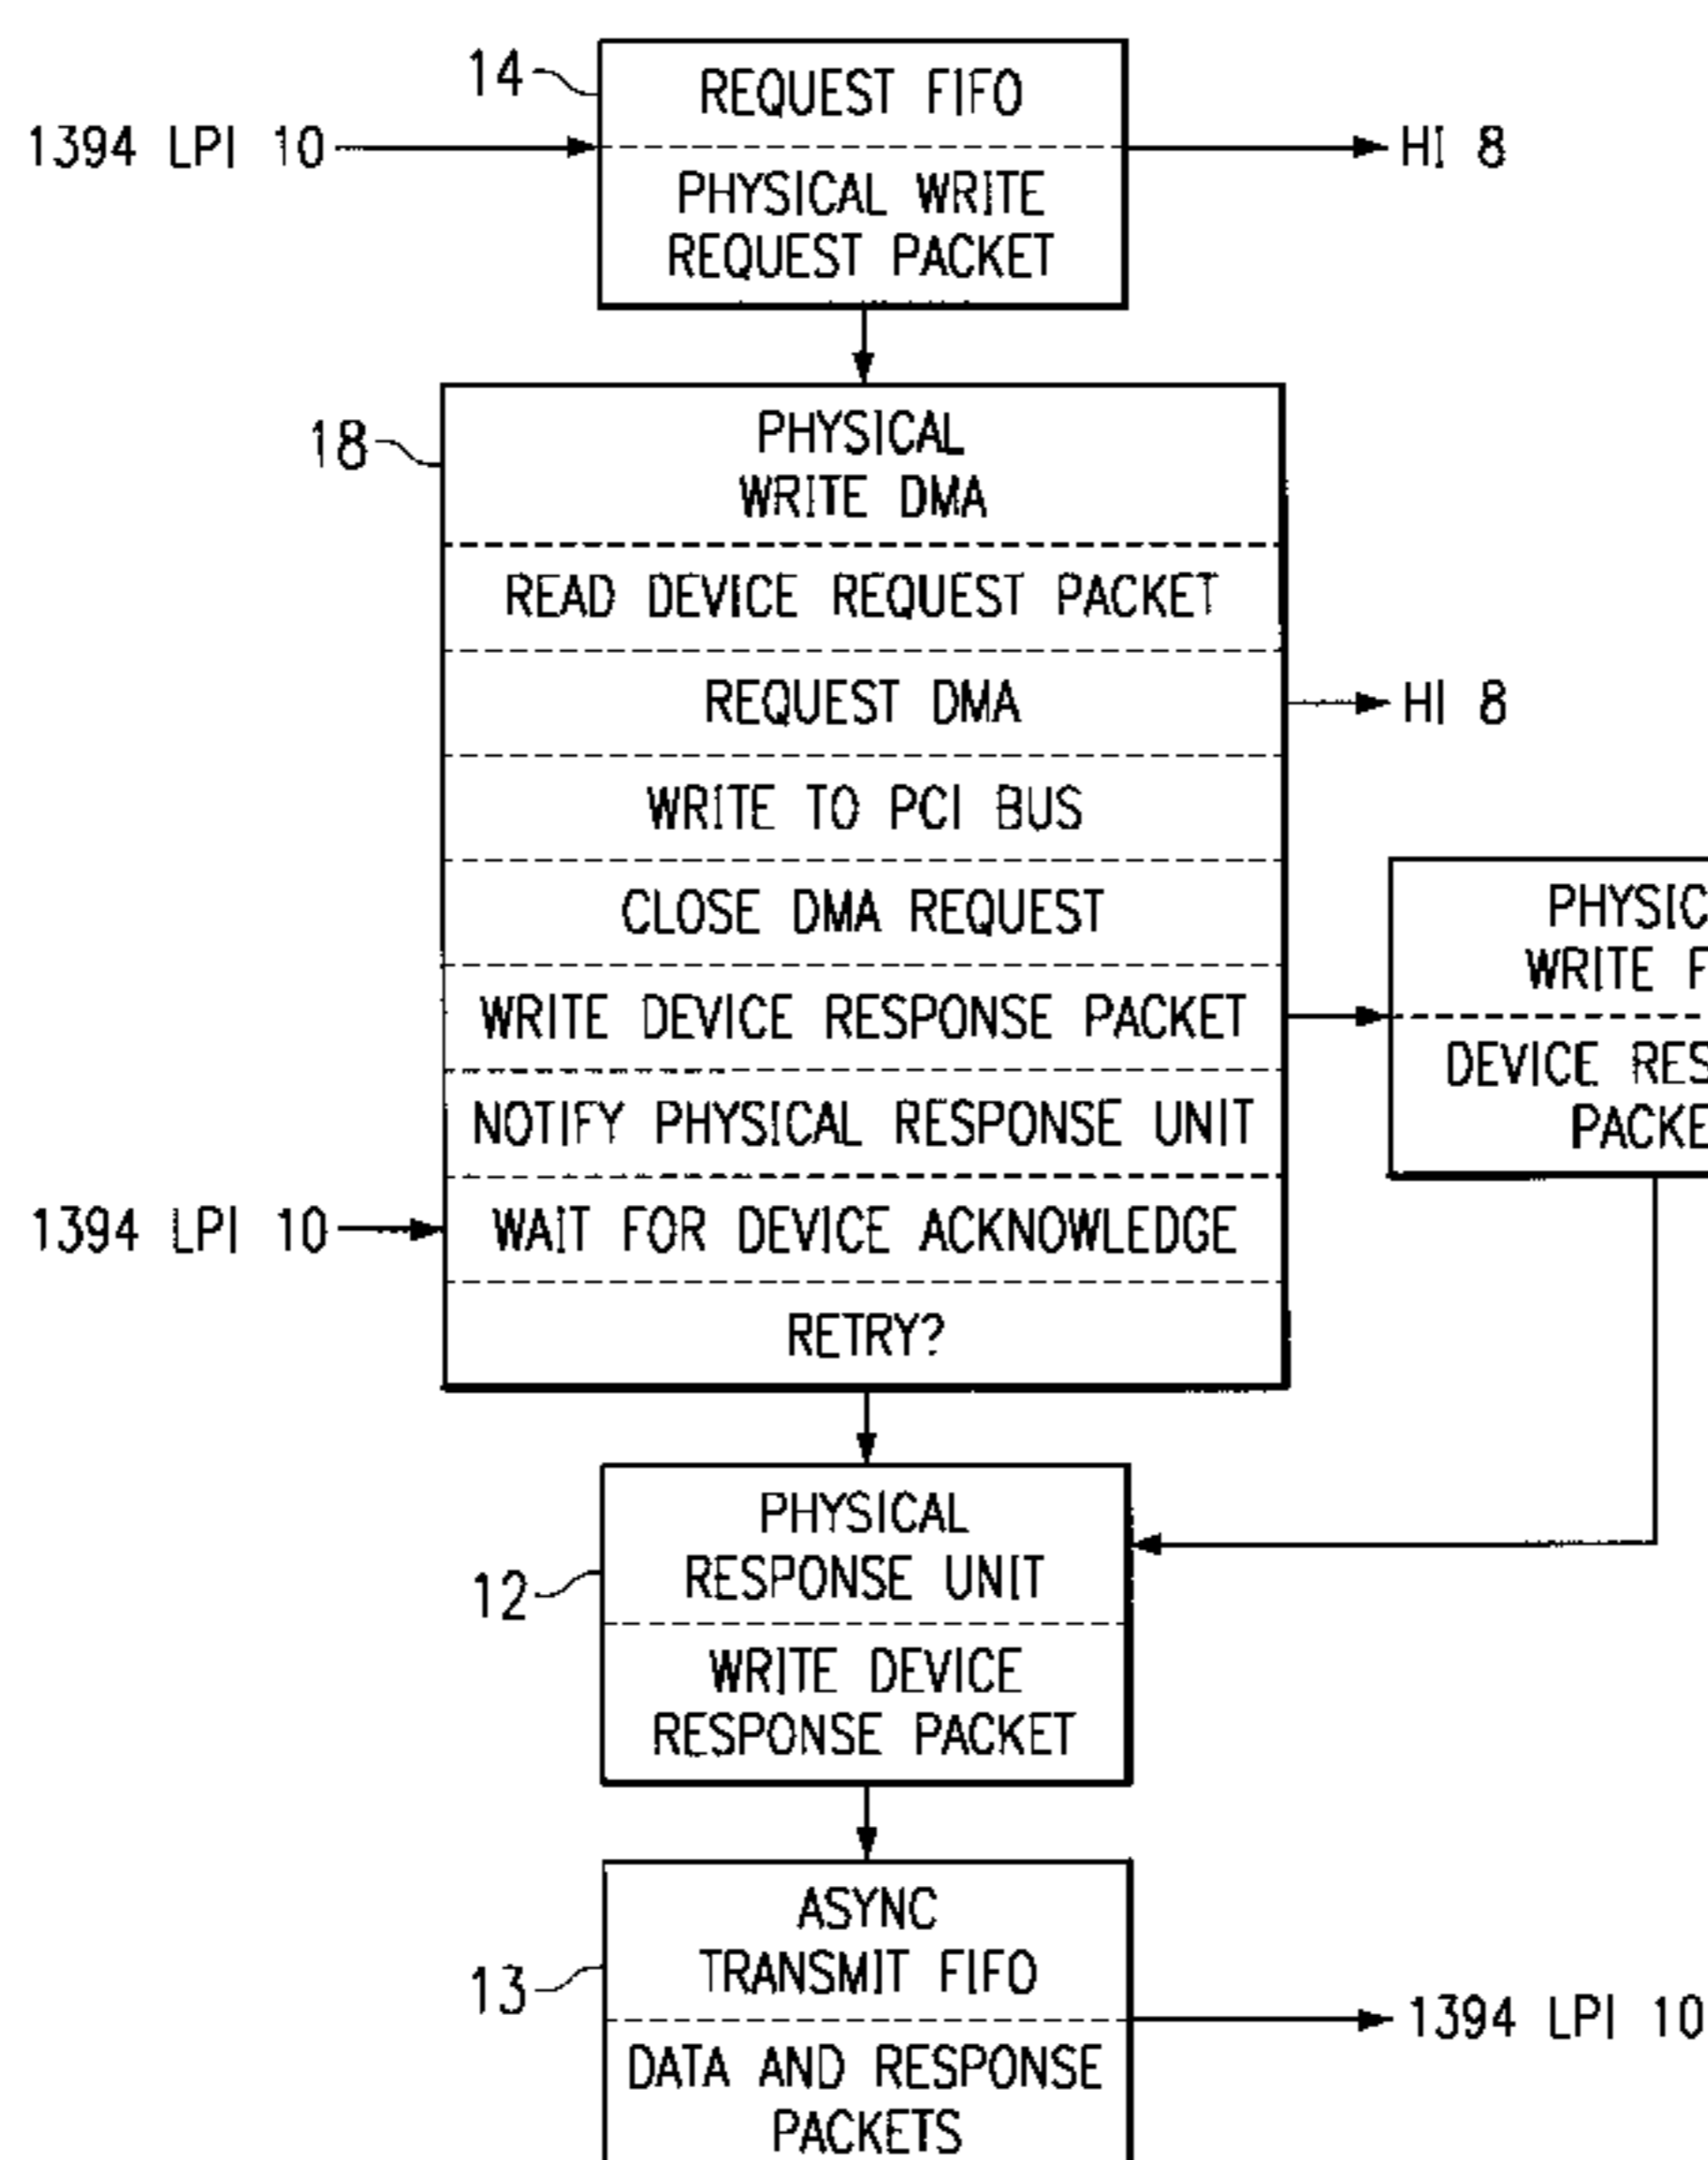 14
REQUEST FIFO
1394 LPI 10
HI 8
PHYSICAL WRITE
REQUEST PACKET
18
PHYSICAL
WRITE DMA
READ DEVICE REQUEST PACKET
REQUEST DMA
HI 8
WRITE TO PCI BUS
CLOSE DMA REQUEST
WRITE DEVICE RESPONSE PACKET
NOTIFY PHYSICAL RESPONSE UNIT
1394 LPI 10
WAIT FOR DEVICE ACKNOWLEDGE
RETRY?
WRITE
DEVICE
12
PHYSICAL
RESPONSE UNIT
WRITE DEVICE
RESPONSE PACKET
13
ASYNC
TRANSMIT FIFO
1394 LPI 10
DATA AND RESPONSE
PACKETS